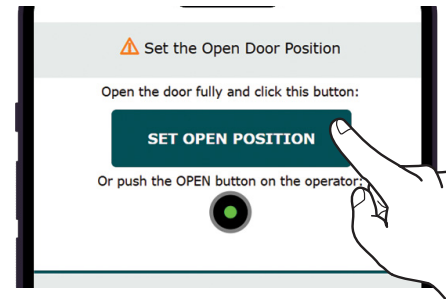 Set the Open Door Position
Open the door fully and click this button:
SET OPEN POSITION
Or push the OPEN button on the operator: